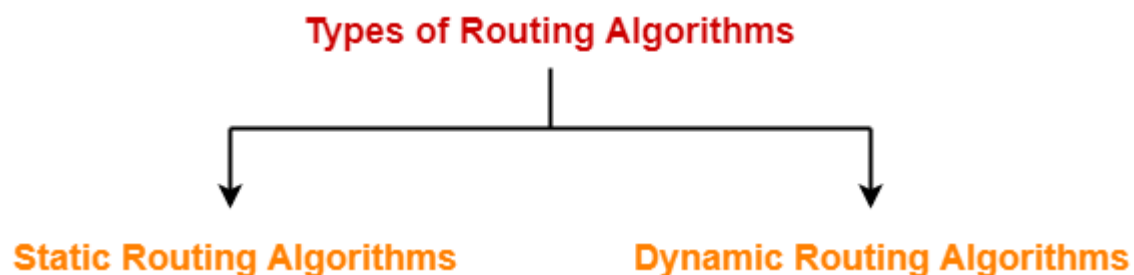 Types of Routing Algorithms
Static Routing Algorithms
Dynamic Routing Algorithms